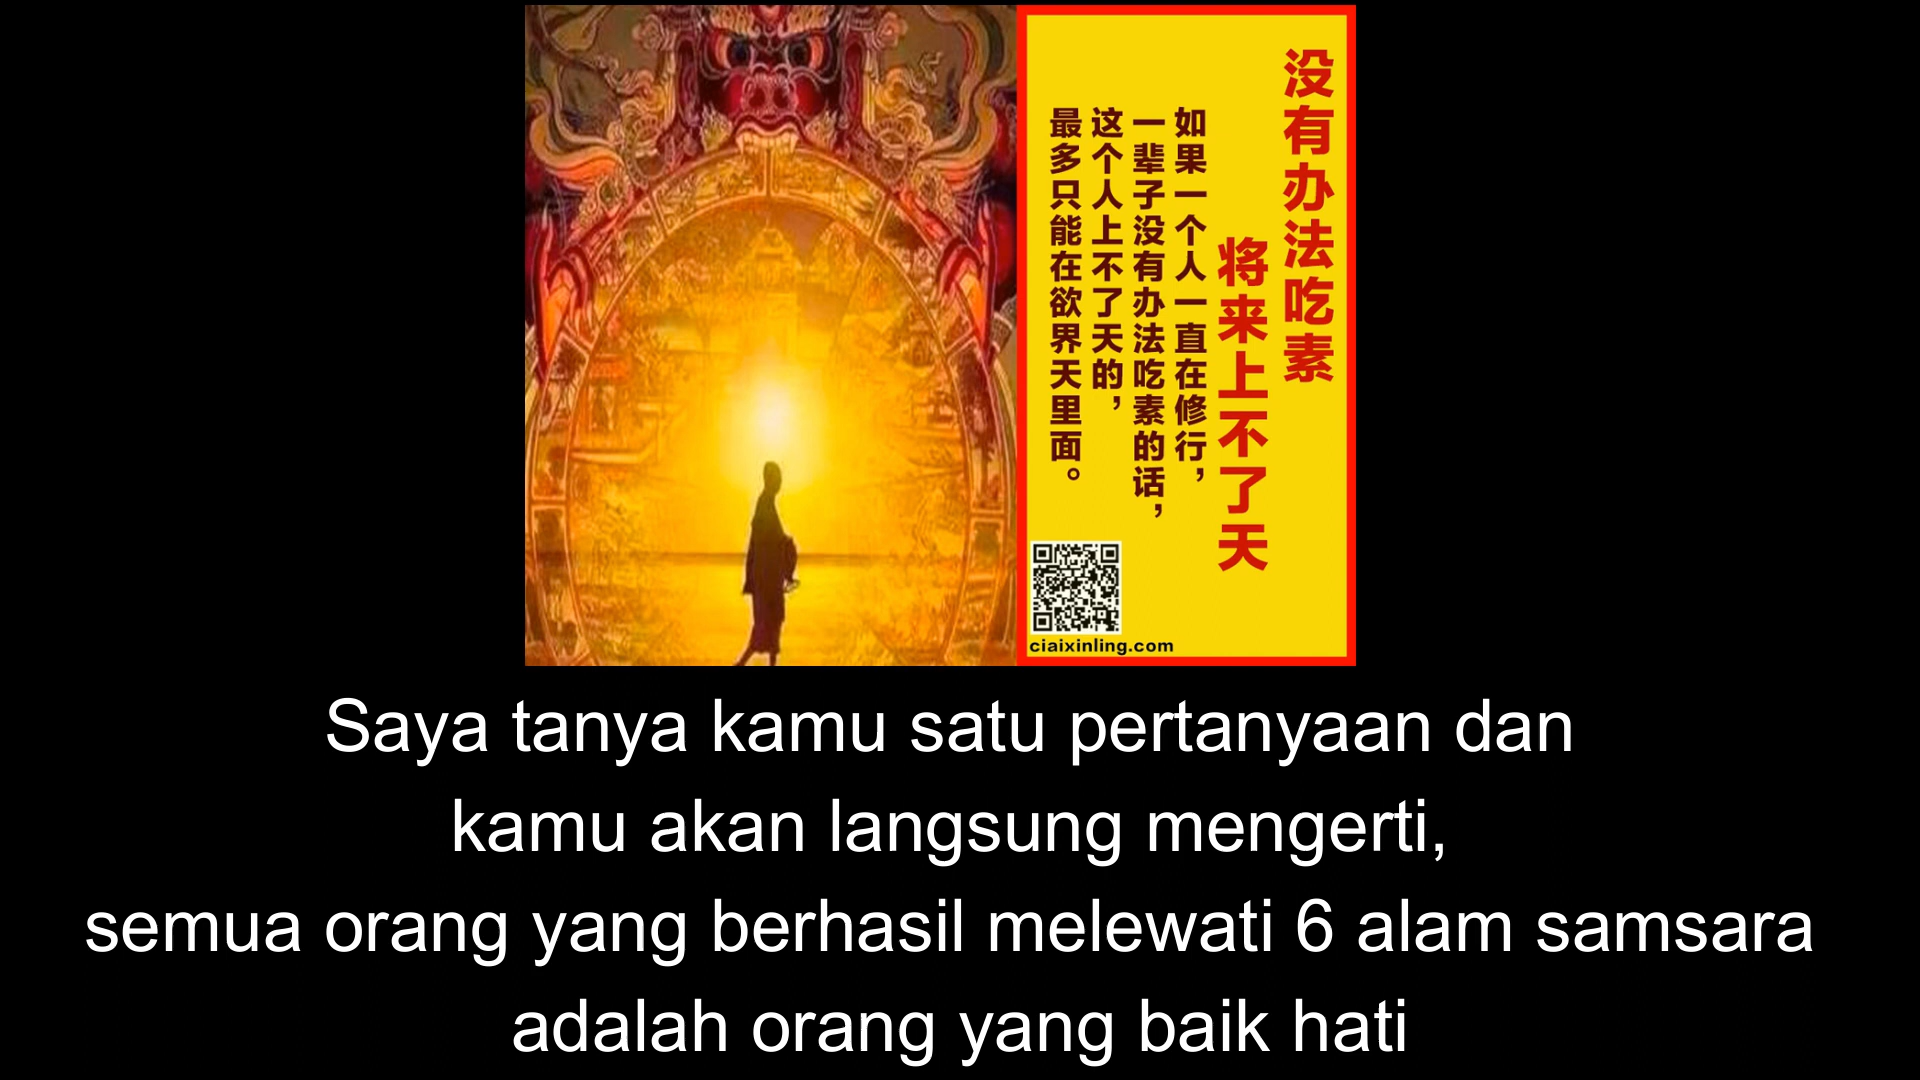 没有办法吃素
将来上不了天
如果一个人一直在修行，
一辈子没有办法吃素的话，
这个人上不了天的，
最多只能在欲界天里面。
ciaixinling.com
Saya tanya kamu satu pertanyaan dan
kamu akan langsung mengerti,
semua orang yang berhasil melewati 6 alam samsara
adalah orang yang baik hati